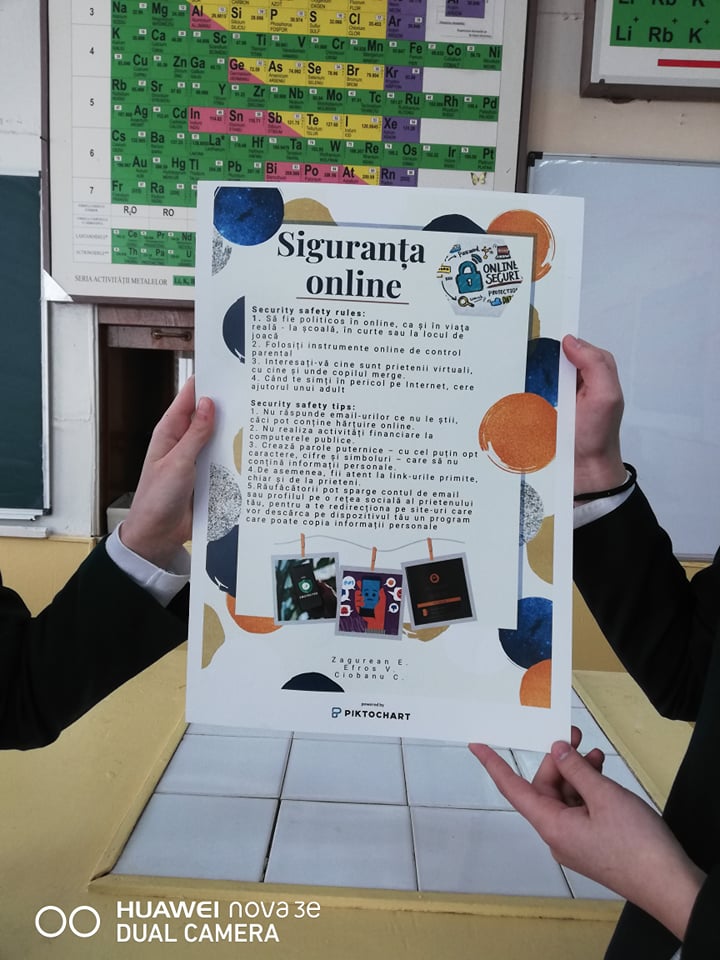 Siguranța
online
ONLINE
SECURI
Security safety rules:
1. Să fie politicos în online, ca și în viața
reală - la școală, în curte sau la locul de
joacă
2. Folosiți instrumente online de control
parental
3. Interesați-vă cine sunt prietenii virtuali,
cu cine și unde copilul merge.
4. Când te simți în pericol pe Internet, cere
ajutorul unui adult
Security safety tips:
1. Nu răspunde email-urilor ce nu le știi,
căci pot conține hărțuire online.
2. Nu realiza activități financiare la
computerele publice.
3. Crează parole puternice – cu cel puțin opt
caractere, cifre și simboluri – care să nu
conțină informații personale.
4.De asemenea, fii atent la link-urile primite,
chiar și de la prieteni.
5.Răufăcătorii pot sparge contul de email
sau profilul pe o rețea socială al prietenului
tău, pentru a te redirecționa pe site-uri care
vor descărca pe dispozitivul tău un program
care poate copia informații personale
Zagurean E.
Efros V.
Ciobanu C.
powered by
PIKTOCHART
Na Mg Al Si P S Cl Ar
K Ca Sc Ti V Cr Mn Fe Co Ni
Cu Zn Ga Ge As Se Br Kr
Rb Sr Y Zr Nb Mo Tc Ru Rh Pd
Ag Cd In Sn Sb Te I Xe
Cs Ba La* Hf Ta W Re Os Ir Pt
Au Hg Tl Pb Bi Po At Rn
Fr Ra
R₂O RO
Ce Pr Nd
Th Pa U
SERIA ACTIVITĂȚII METALELOR
Li Rb K
HUAWEI nova 3e
DUAL CAMERA